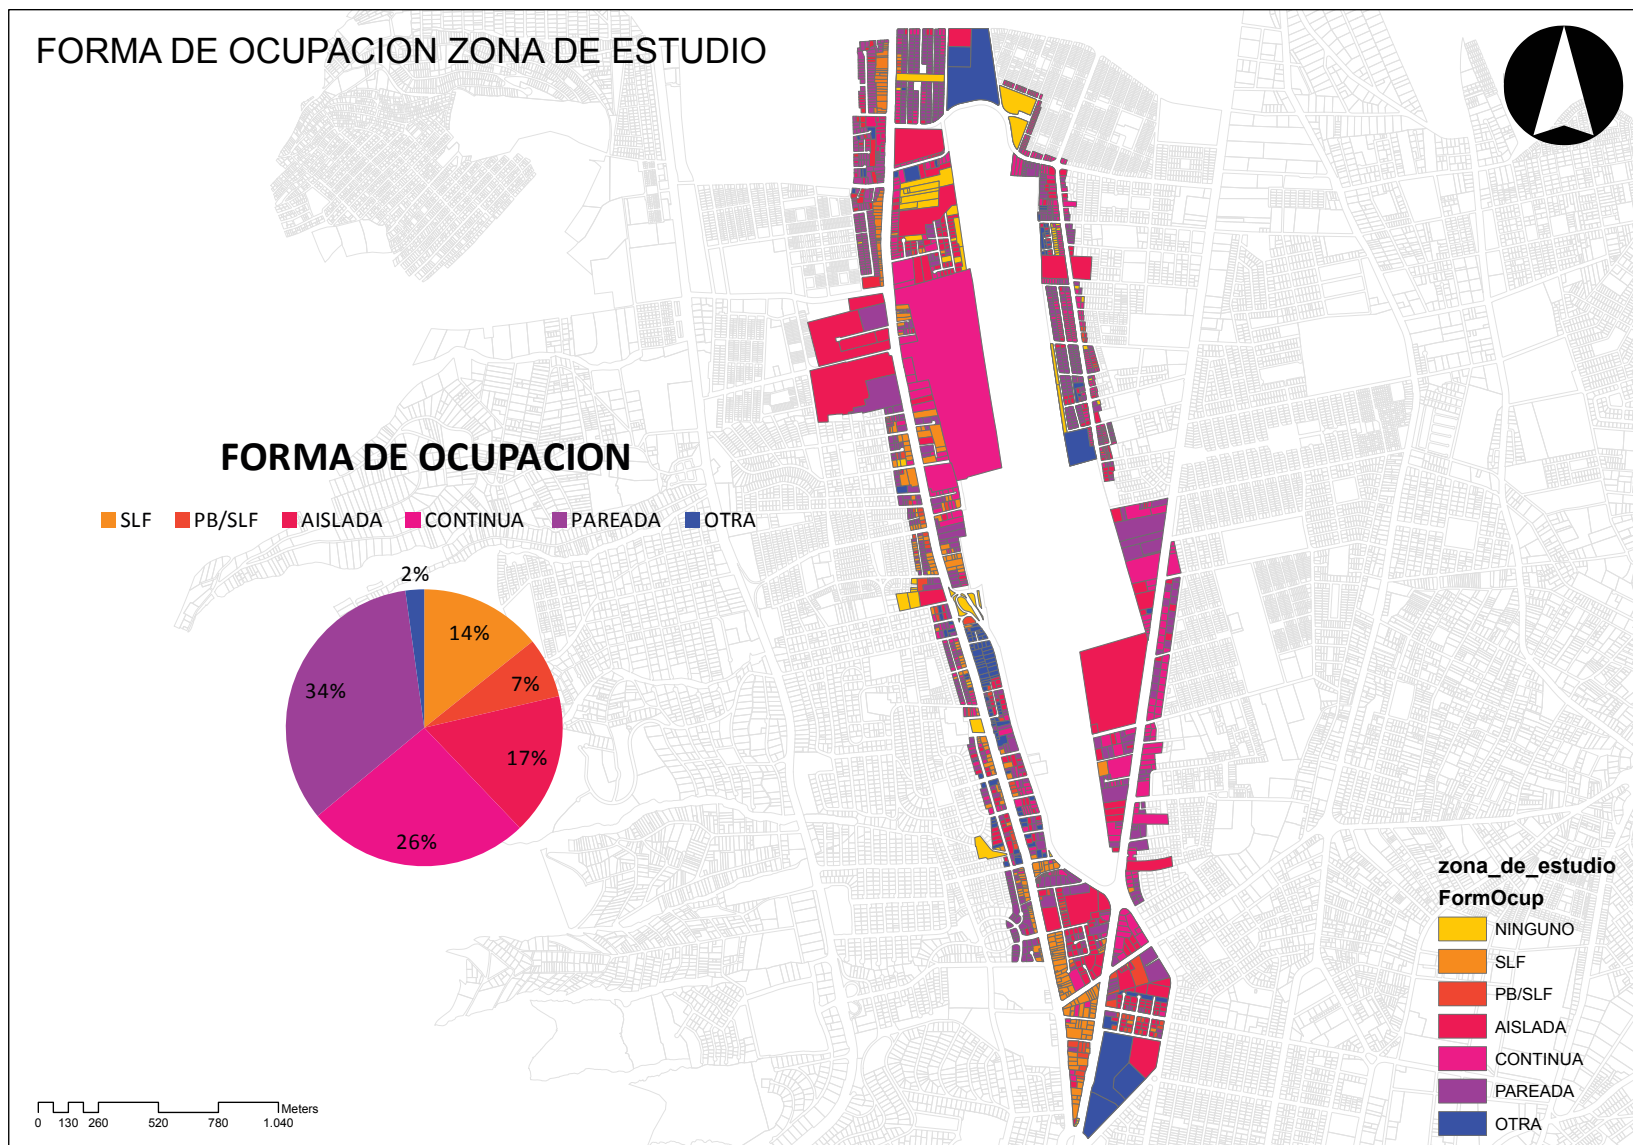 FORMA DE OCUPACION ZONA DE ESTUDIO
FORMA DE OCUPACION
SLF PB/SLF AISLADA CONTINUA PAREADA OTRA
2%
14%
7%
34%
17%
26%
zona_de_estudio
FormOcup
NINGUNO
SLF
PB/SLF
AISLADA
CONTINUA
PAREADA
OTRA
Meters
0 130 260 520 780 1.040